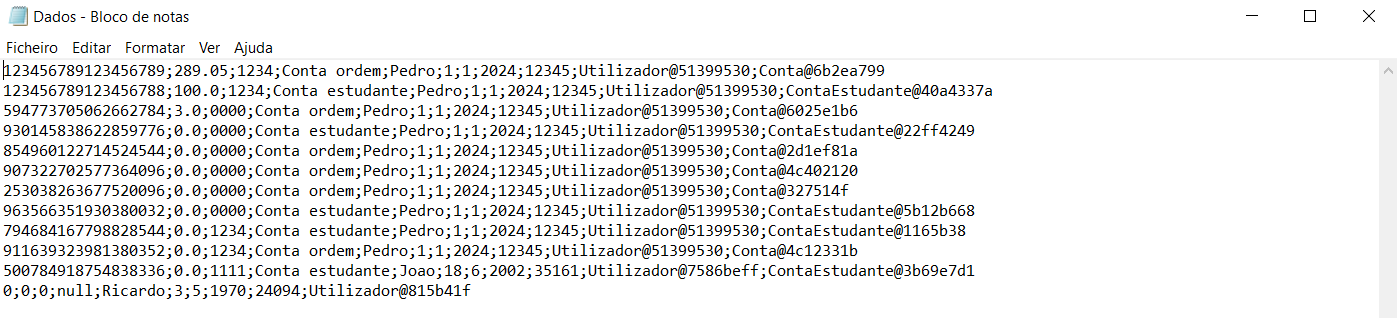 Dados - Bloco de notas
Ficheiro Editar Formatar Ver Ajuda
123456789123456789;289.05;1234;Conta ordem;Pedro;1;1;2024;12345;Utilizador@51399530;Conta@6b2ea799
123456789123456788;100.0;1234;Conta estudante;Pedro;1;1;2024;12345;Utilizador@51399530;ContaEstudante@40a4337a
594773705062662784;3.0;0000;Conta ordem;Pedro;1;1;2024;12345;Utilizador@51399530;Conta@6025e1b6
930145838622859776;0.0;0000;Conta estudante;Pedro;1;1;2024;12345;Utilizador@51399530;ContaEstudante@22ff4249
854960122714524544;0.0;0000;Conta ordem;Pedro;1;1;2024;12345;Utilizador@51399530;Conta@2d1ef81a
907322702577364096;0.0;0000;Conta ordem;Pedro;1;1;2024;12345;Utilizador@51399530;Conta@4c402120
253038263677520096;0.0;0000;Conta ordem;Pedro;1;1;2024;12345;Utilizador@51399530;Conta@327514f
963566351930380032;0.0;0000;Conta estudante;Pedro;1;1;2024;12345;Utilizador@51399530;ContaEstudante@5b12b668
794684167798828544;0.0;1234;Conta estudante;Pedro;1;1;2024;12345;Utilizador@51399530;ContaEstudante@1165b38
911639323981380352;0.0;1234;Conta ordem;Pedro;1;1;2024;12345;Utilizador@51399530;Conta@4c12331b
500784918754838336;0.0;1111;Conta estudante;Joao;18;6;2002;35161;Utilizador@7586beff;ContaEstudante@3b69e7d1
0;0;0;null;Ricardo;3;5;1970;24094;Utilizador@815b41f